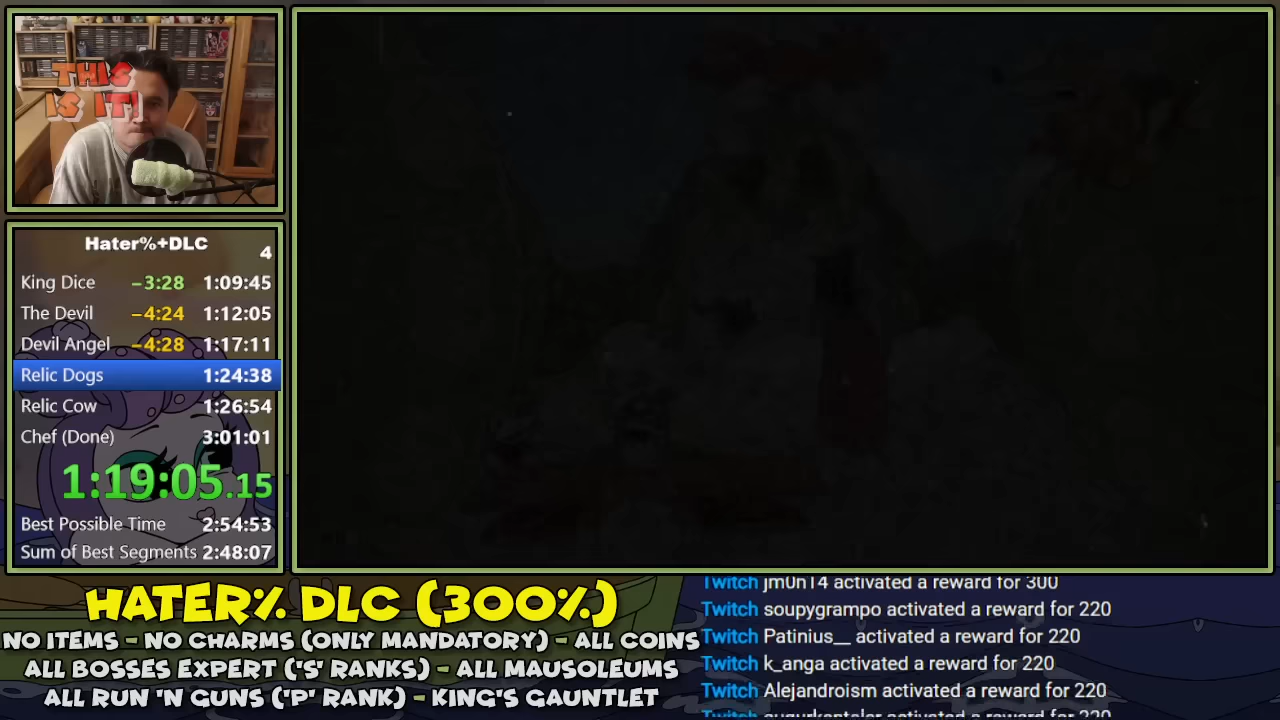 THIS
IS IT!
Hater%+DLC
4
King Dice -3:28 1:09:45
The Devil -4:24 1:12:05
Devil Angel -4:28 1:17:11
Relic Dogs 1:24:38
Relic Cow 1:26:54
Chef (Done) 3:01:01
1:19:05.15
Best Possible Time 2:54:53
Sum of Best Segments 2:48:07
HATER% DLC (300%)
NO ITEMS - NO CHARMS (ONLY MANDATORY) - ALL COINS
ALL BOSSES EXPERT ('S' RANKS) - ALL MAUSOLEUMS
ALL RUN 'N GUNS ('P' RANK) - KING'S GAUNTLET
Twitch jm0n14 activated a reward for 300
Twitch soupygrampo activated a reward for 220
Twitch Patinius__ activated a reward for 220
Twitch k_anga activated a reward for 220
Twitch Alejandroism activated a reward for 220